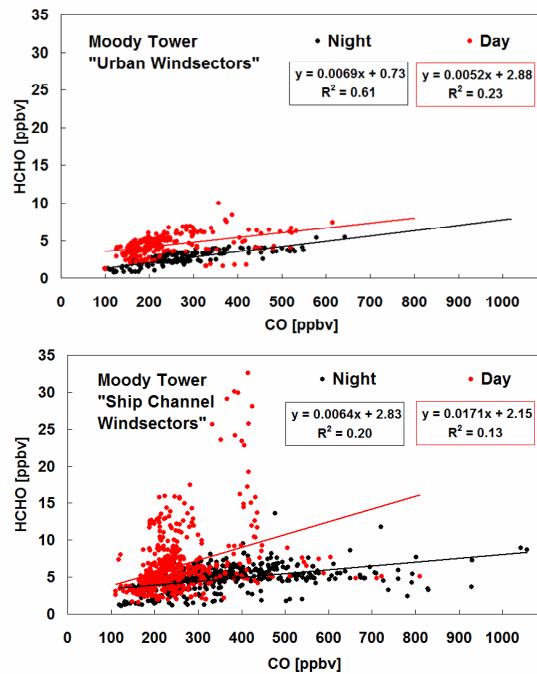 35
30
25
20
15
10
5
0
HCHO [ppbv]
Moody Tower
"Urban Windsectors"
Night
Day
y = 0.0069x + 0.73
R² = 0.61
y = 0.0052x + 2.88
R² = 0.23
0 100 200 300 400 500 600 700 800 900 1000
CO [ppbv]
35
30
25
20
15
10
5
0
HCHO [ppbv]
Moody Tower
"Ship Channel
Windsectors"
Night
Day
y = 0.0064x + 2.83
R² = 0.20
y = 0.0171x + 2.15
R² = 0.13
0 100 200 300 400 500 600 700 800 900 1000
CO [ppbv]